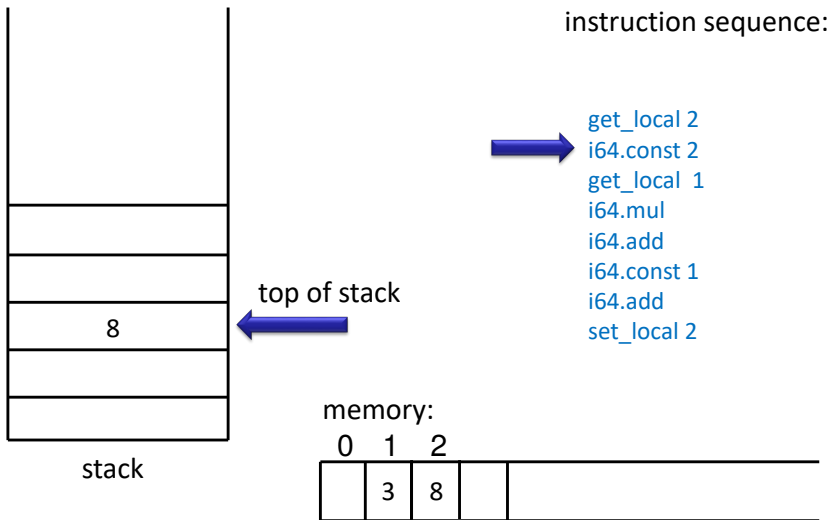 instruction sequence:
get_local 2
i64.const 2
get_local 1
i64.mul
i64.add
i64.const 1
i64.add
set_local 2
top of stack
8
stack
memory:
0 1 2
3 8